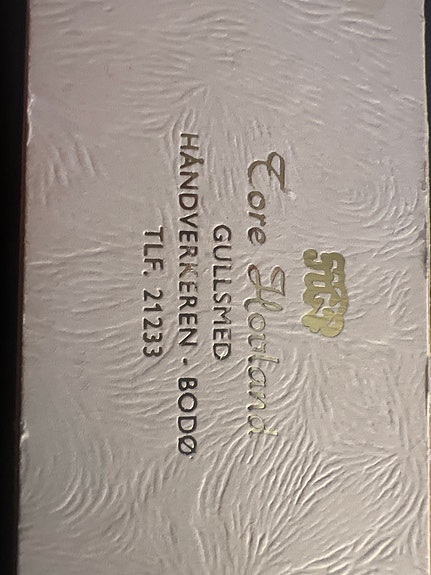 Tore Hovland
GULLSMED
HÅNDVERKEREN - BODØ
TLF. 21233